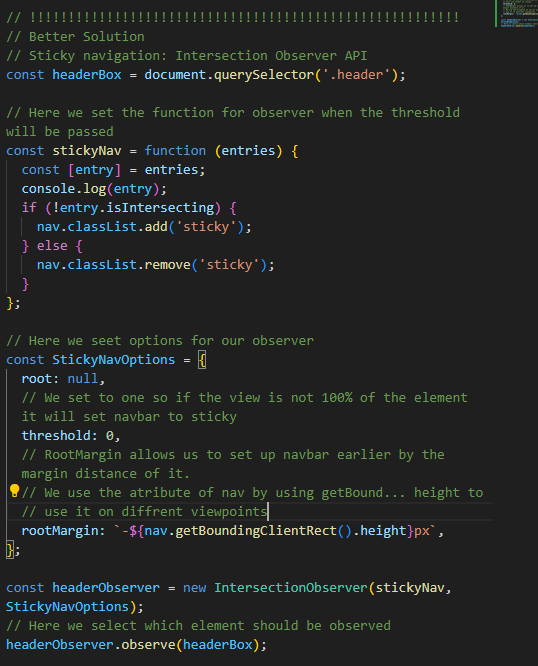 // !!!!!!!!!!!!!!!!!!!!!!!!!!!!!!!!!!!!!!!!!!!!!!!!!!!!!!!
// Better Solution
// Sticky navigation: Intersection Observer API
const headerBox = document.querySelector('.header');
// Here we set the function for observer when the threshold
will be passed
const stickyNav = function (entries) {
  const [entry] = entries;
  console.log(entry);
  if (!entry.isIntersecting) {
    nav.classList.add('sticky');
  } else {
    nav.classList.remove('sticky');
  }
};
// Here we seet options for our observer
const StickyNavOptions = {
  root: null,
  // We set to one so if the view is not 100% of the element
  it will set navbar to sticky
  threshold: 0,
  // RootMargin allows us to set up navbar earlier by the
  margin distance of it.
  // We use the atribute of nav by using getBound... height to
  // use it on diffrent viewpoints
  rootMargin: `-${nav.getBoundingClientRect().height}px`,
};
const headerObserver = new IntersectionObserver(stickyNav,
StickyNavOptions);
// Here we select which element should be observed
headerObserver.observe(headerBox);